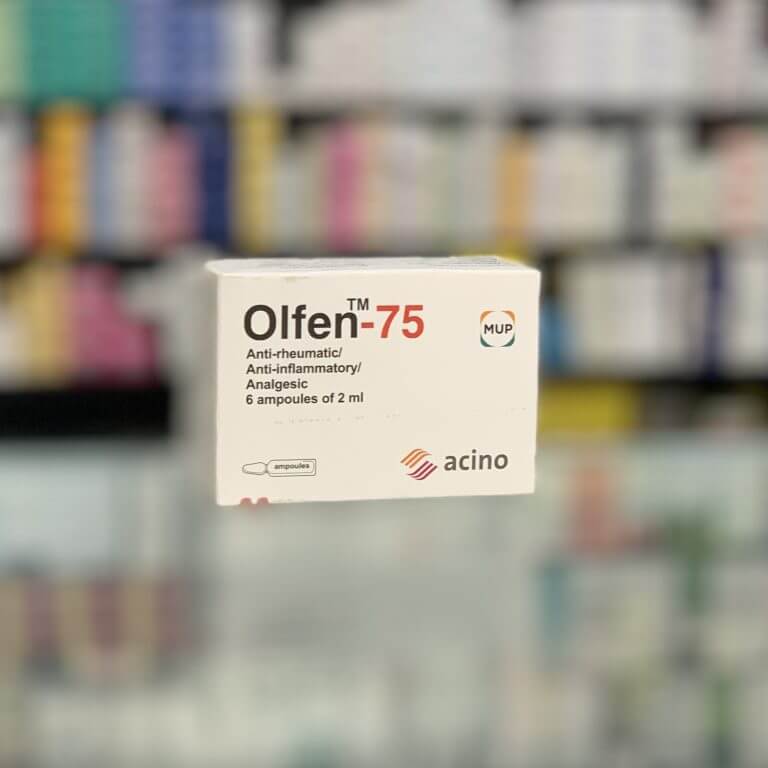 Olfen™-75
MUP
Anti-rheumatic/
Anti-inflammatory/
Analgesic
6 ampoules of 2 ml
ampoules
acino